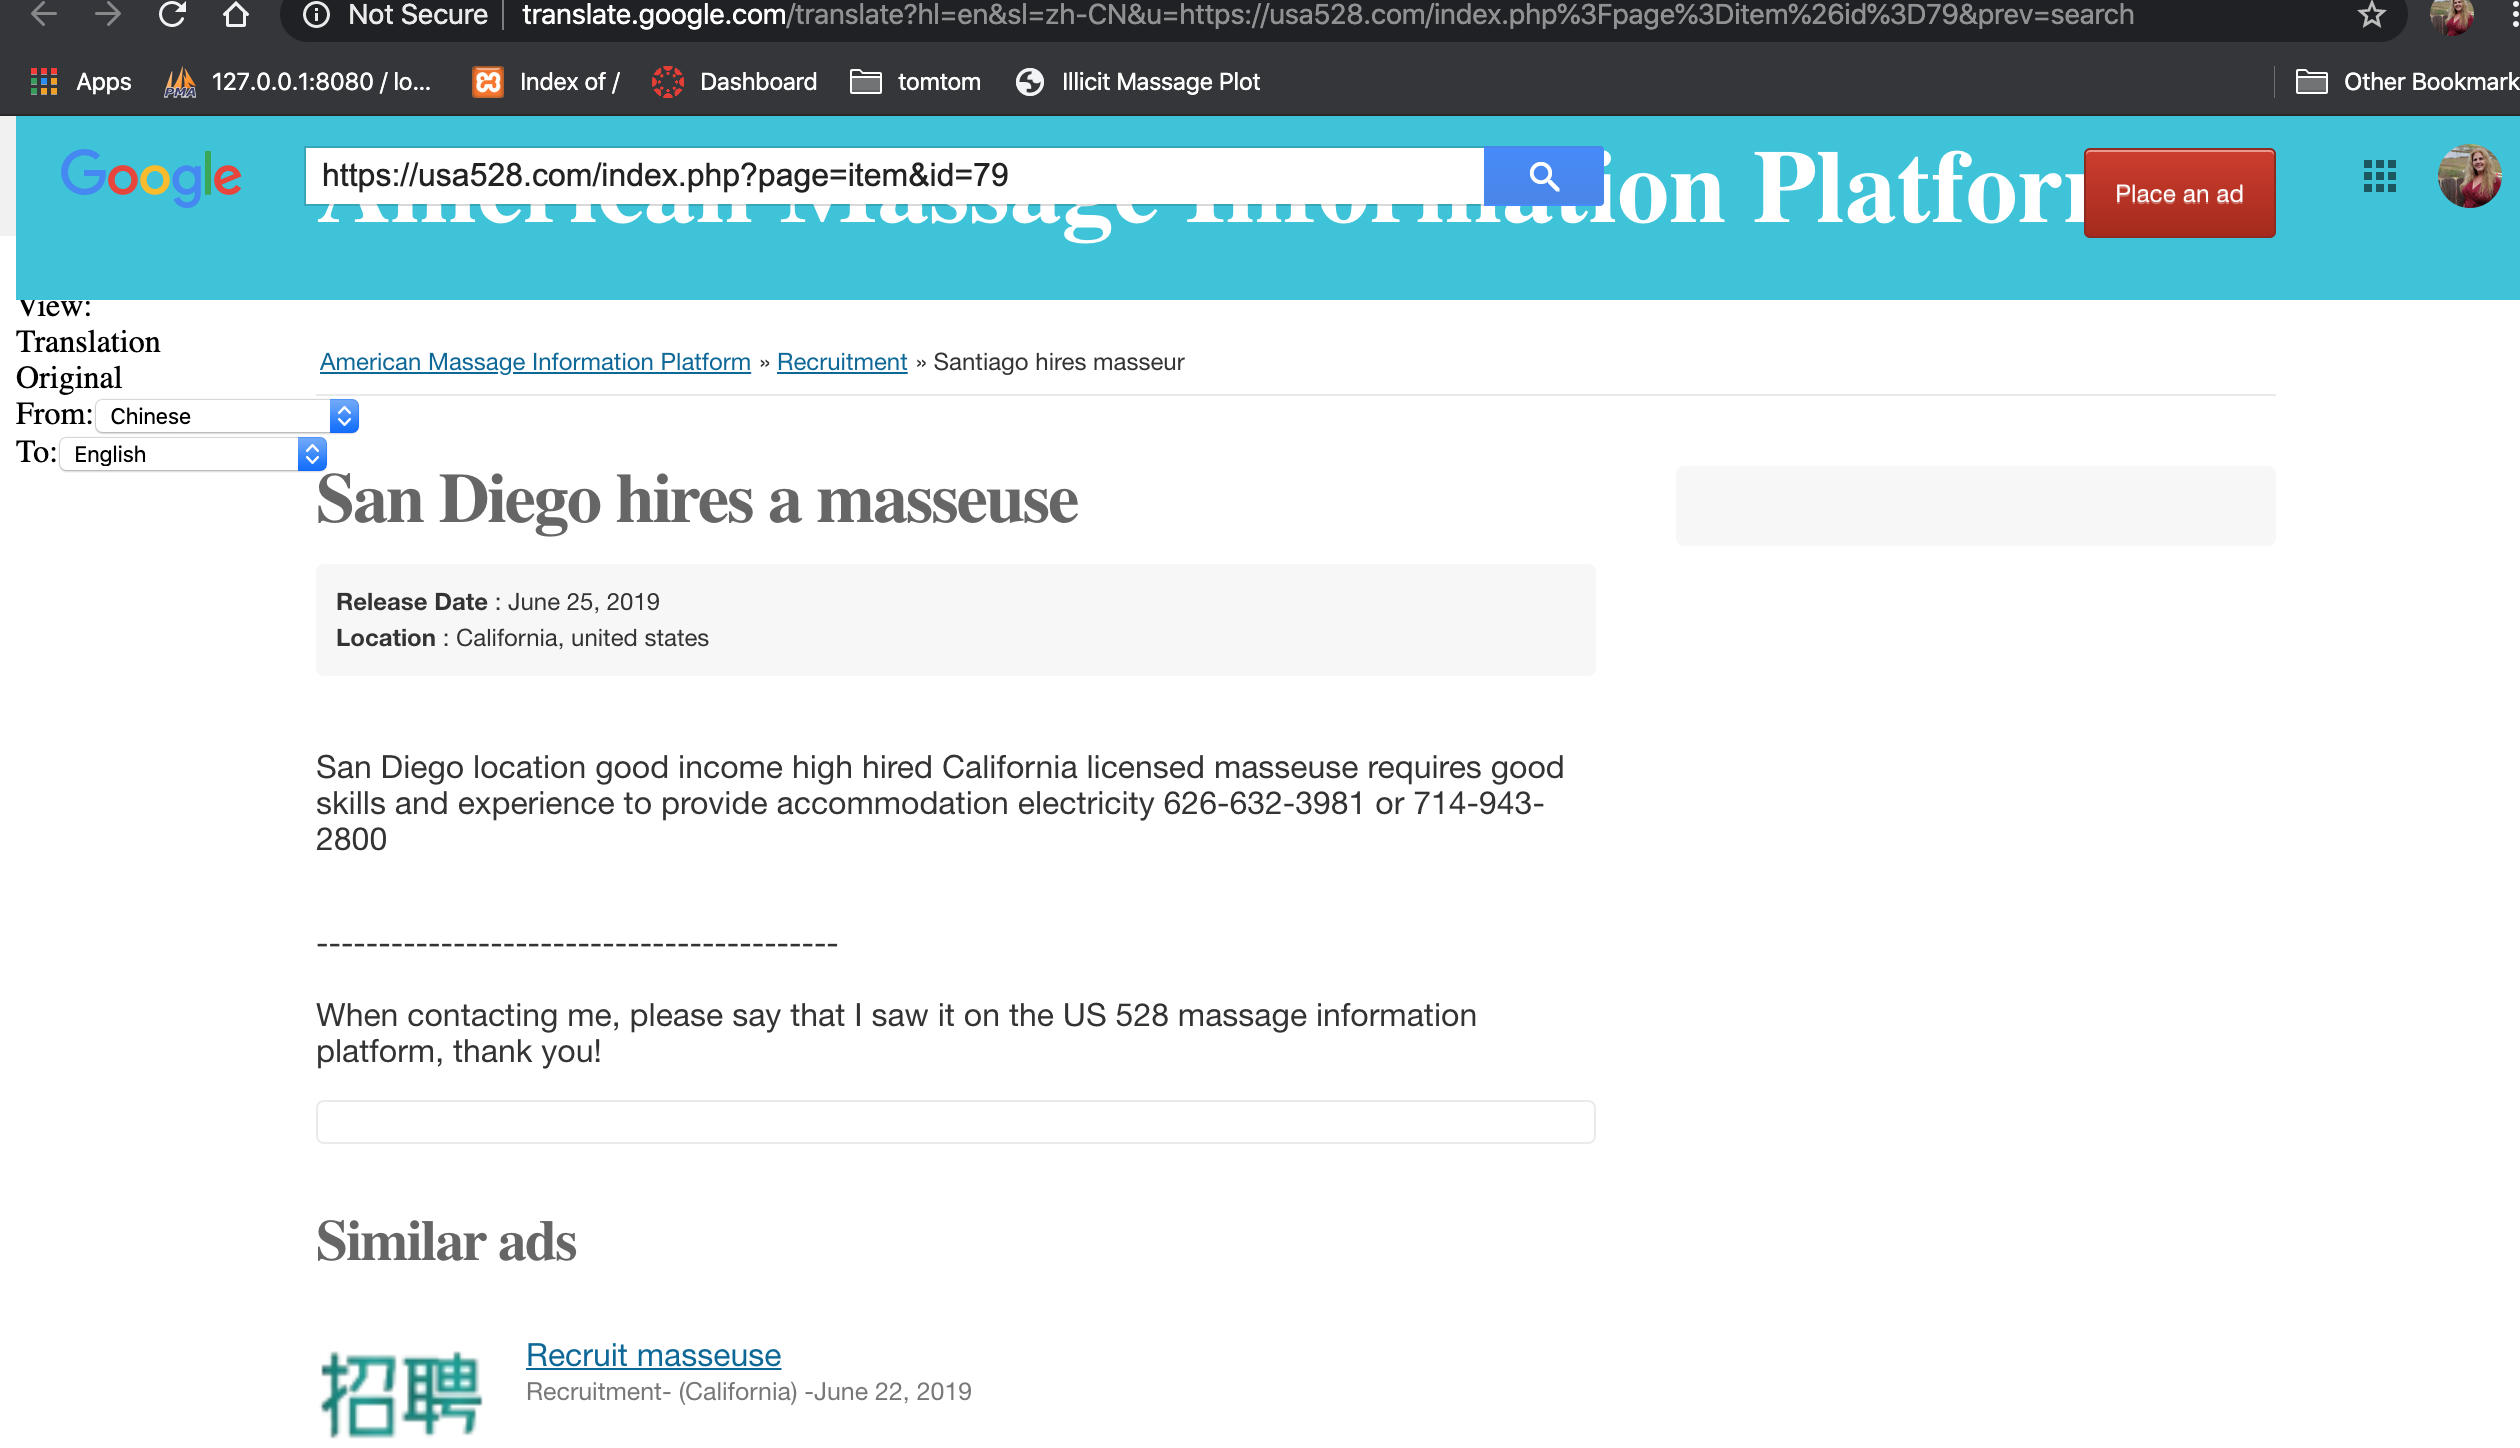 Not Secure translate.google.com/translate?hl=en&sl=zh-CN&u=https://usa528.com/index.php%3Fpage%3Ditem%26id%3D79&prev=search
Apps 127.0.0.1:8080 / lo... Index of / Dashboard tomtom Illicit Massage Plot Other Bookmark
Google https://usa528.com/index.php?page=item&id=79
American Massage Information Platform Place an ad
View:
Translation
Original
From: Chinese
To: English
American Massage Information Platform » Recruitment » Santiago hires masseur
San Diego hires a masseuse
Release Date : June 25, 2019
Location : California, united states
San Diego location good income high hired California licensed masseuse requires good
skills and experience to provide accommodation electricity 626-632-3981 or 714-943-
2800
------------------------------------------
When contacting me, please say that I saw it on the US 528 massage information
platform, thank you!
Similar ads
招聘
Recruit masseuse
Recruitment- (California) -June 22, 2019